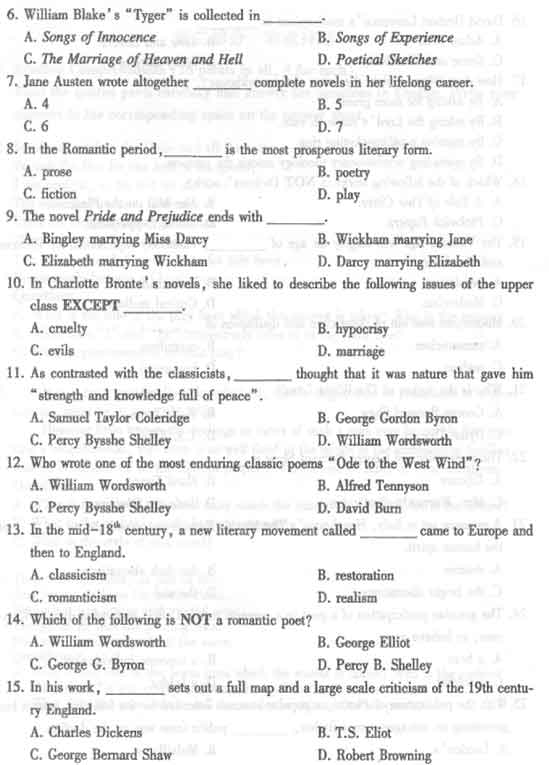 6. William Blake's "Tyger" is collected in ________.
A. Songs of Innocence B. Songs of Experience
C. The Marriage of Heaven and Hell D. Poetical Sketches
7. Jane Austen wrote altogether ________ complete novels in her lifelong career.
A. 4 B. 5
C. 6 D. 7
8. In the Romantic period, ________ is the most prosperous literary form.
A. prose B. poetry
C. fiction D. play
9. The novel Pride and Prejudice ends with ________.
A. Bingley marrying Miss Darcy B. Wickham marrying Jane
C. Elizabeth marrying Wickham D. Darcy marrying Elizabeth
10. In Charlotte Bronte's novels, she liked to describe the following issues of the upper
class EXCEPT ________.
A. cruelty B. hypocrisy
C. evils D. marriage
11. As contrasted with the classicists, ________ thought that it was nature that gave him
"strength and knowledge full of peace".
A. Samuel Taylor Coleridge B. George Gordon Byron
C. Percy Bysshe Shelley D. William Wordsworth
12. Who wrote one of the most enduring classic poems "Ode to the West Wind"?
A. William Wordsworth B. Alfred Tennyson
C. Percy Bysshe Shelley D. David Burn
13. In the mid-18th century, a new literary movement called ________ came to Europe and
then to England.
A. classicism B. restoration
C. romanticism D. realism
14. Which of the following is NOT a romantic poet?
A. William Wordsworth B. George Elliot
C. George G. Byron D. Percy B. Shelley
15. In his work, ________ sets out a full map and a large scale criticism of the 19th centu-
ry England.
A. Charles Dickens B. T.S. Eliot
C. George Bernard Shaw D. Robert Browning